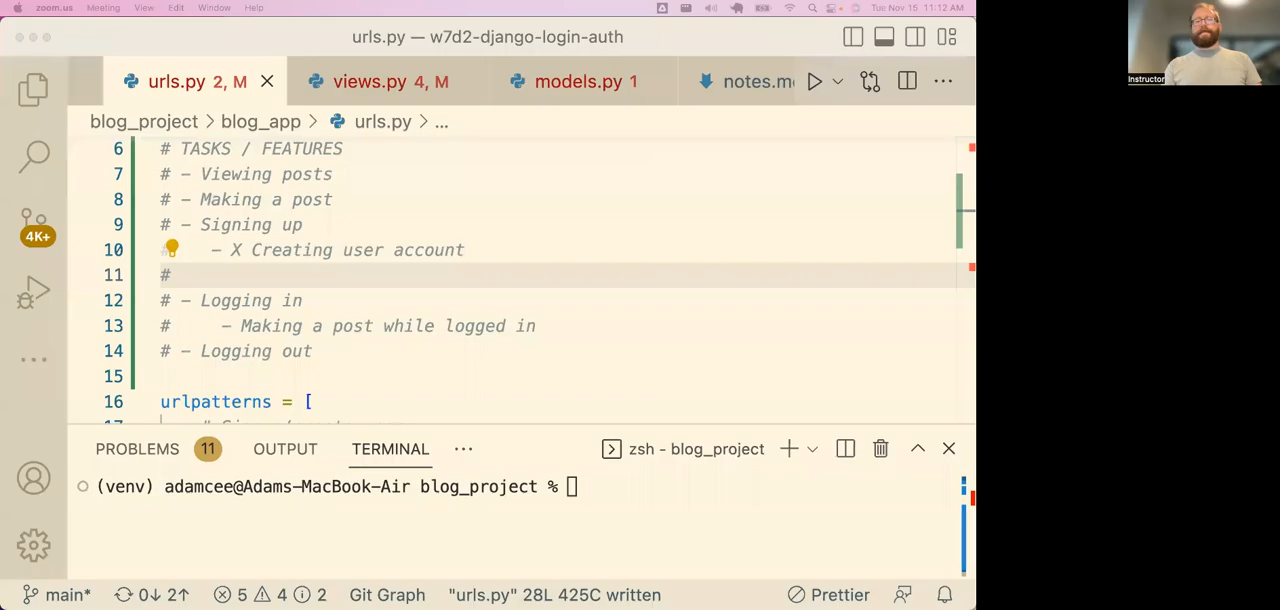 zoom.us Meeting View Edit Window Help Tue Nov 15 11:12 AM
urls.py — w7d2-django-login-auth
urls.py 2, M views.py 4, M models.py 1 notes.m
blog_project > blog_app > urls.py > ...
6 # TASKS / FEATURES
7 # - Viewing posts
8 # - Making a post
9 # - Signing up
10 - X Creating user account
11 #
12 # - Logging in
13 # - Making a post while logged in
14 # - Logging out
15
16 urlpatterns = [
4K+
PROBLEMS 11 OUTPUT TERMINAL ... zsh - blog_project
(venv) adamcee@Adams-MacBook-Air blog_project %
main* 0↓ 2↑ 5 4 2 Git Graph "urls.py" 28L 425C written Prettier
Instructor